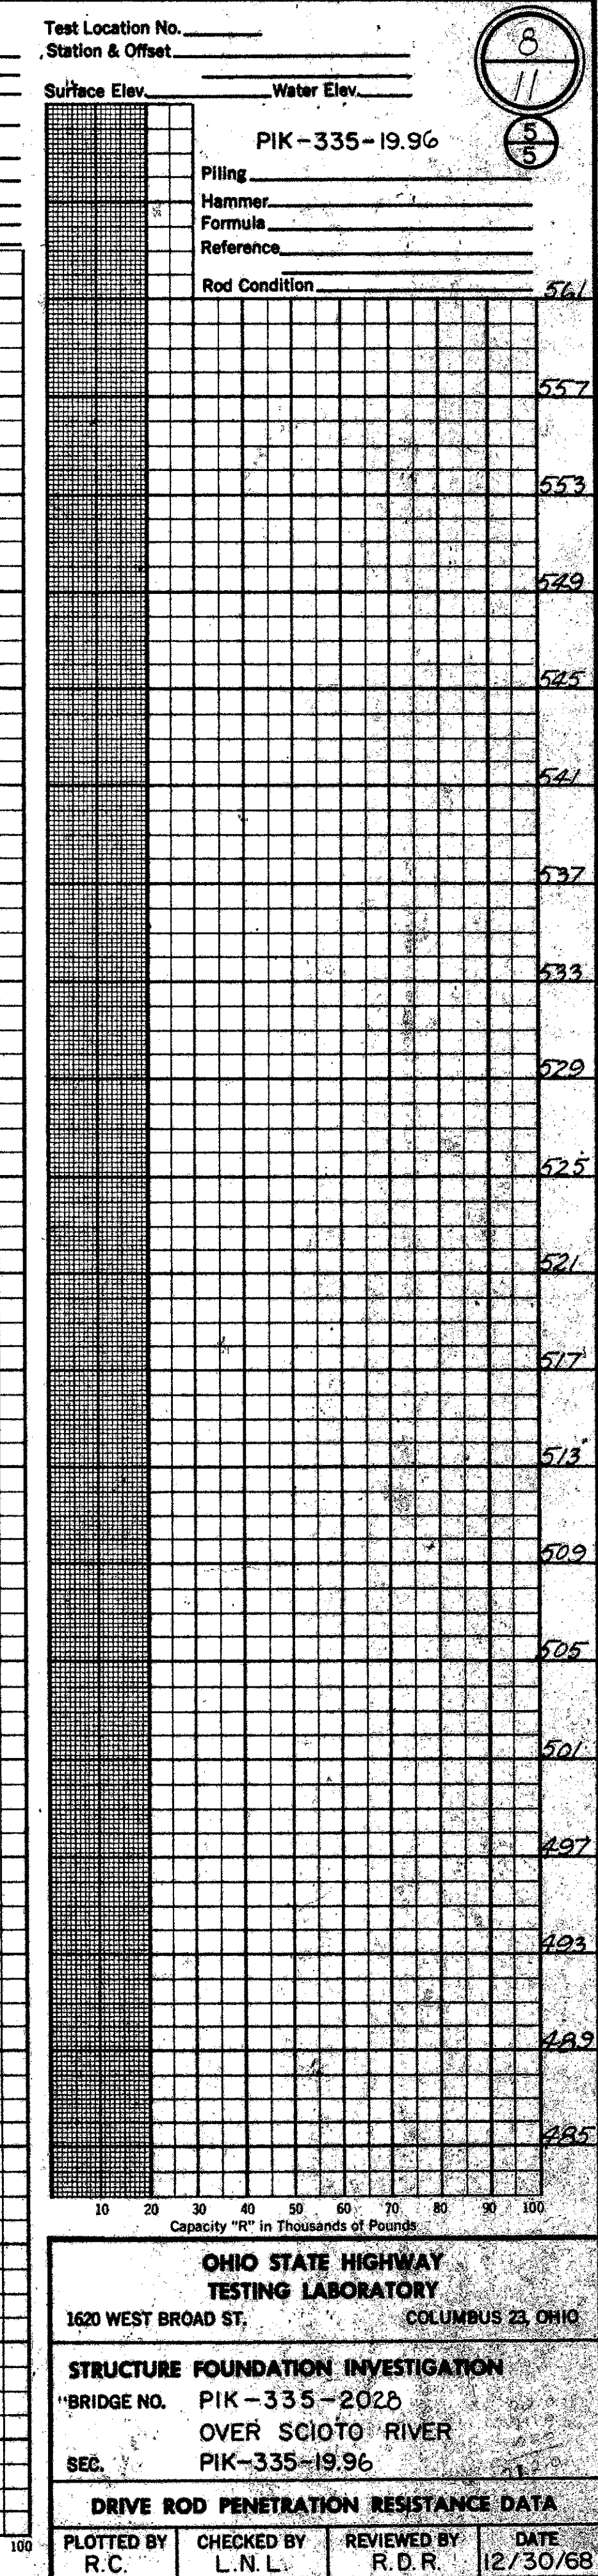 Test Location No.
Station & Offset
Surface Elev. Water Elev.
8
11
PIK-335-19.96
5
5
Piling
Hammer
Formula
Reference
Rod Condition
561
557
553
549
545
541
537
533
529
525
521
517
513
509
505
501
497
493
489
485
10 20 30 40 50 60 70 80 90 100
Capacity "R" in Thousands of Pounds
OHIO STATE HIGHWAY
TESTING LABORATORY
1620 WEST BROAD ST. COLUMBUS 23, OHIO
STRUCTURE FOUNDATION INVESTIGATION
BRIDGE NO. PIK-335-2028
OVER SCIOTO RIVER
SEC. PIK-335-19.96
DRIVE ROD PENETRATION RESISTANCE DATA
100
PLOTTED BY CHECKED BY REVIEWED BY DATE
R.C. L.N.L. R.D.R. 12/30/68